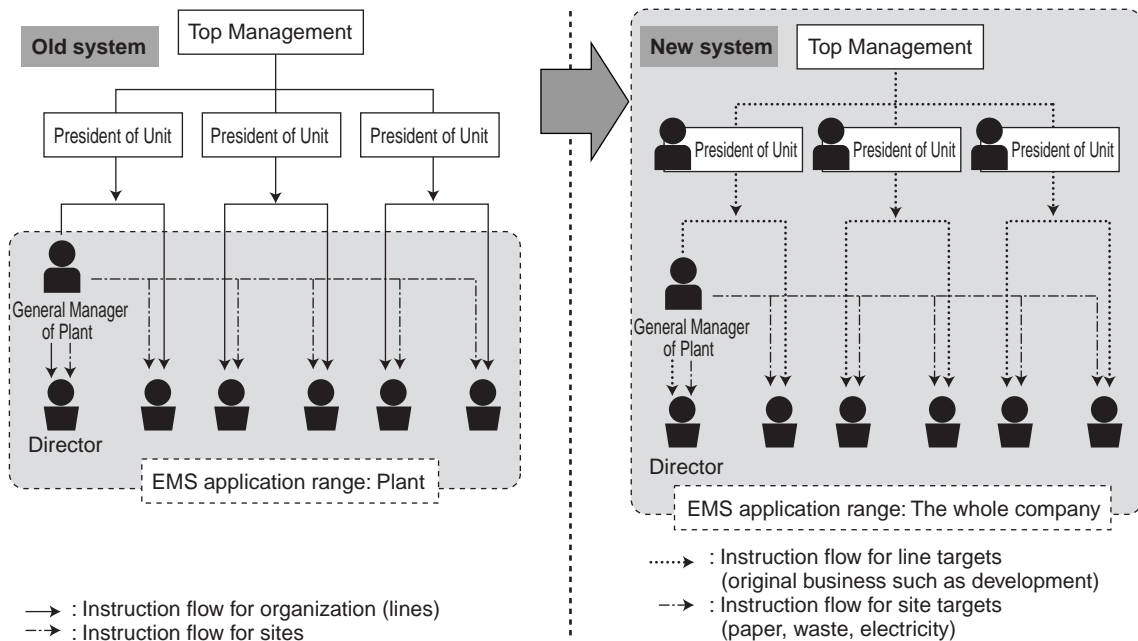 Old system
Top Management
President of Unit
President of Unit
President of Unit
General Manager
of Plant
Director
EMS application range: Plant
: Instruction flow for organization (lines)
: Instruction flow for sites
New system
Top Management
President of Unit
President of Unit
President of Unit
General Manager
of Plant
Director
EMS application range: The whole company
: Instruction flow for line targets
(original business such as development)
: Instruction flow for site targets
(paper, waste, electricity)